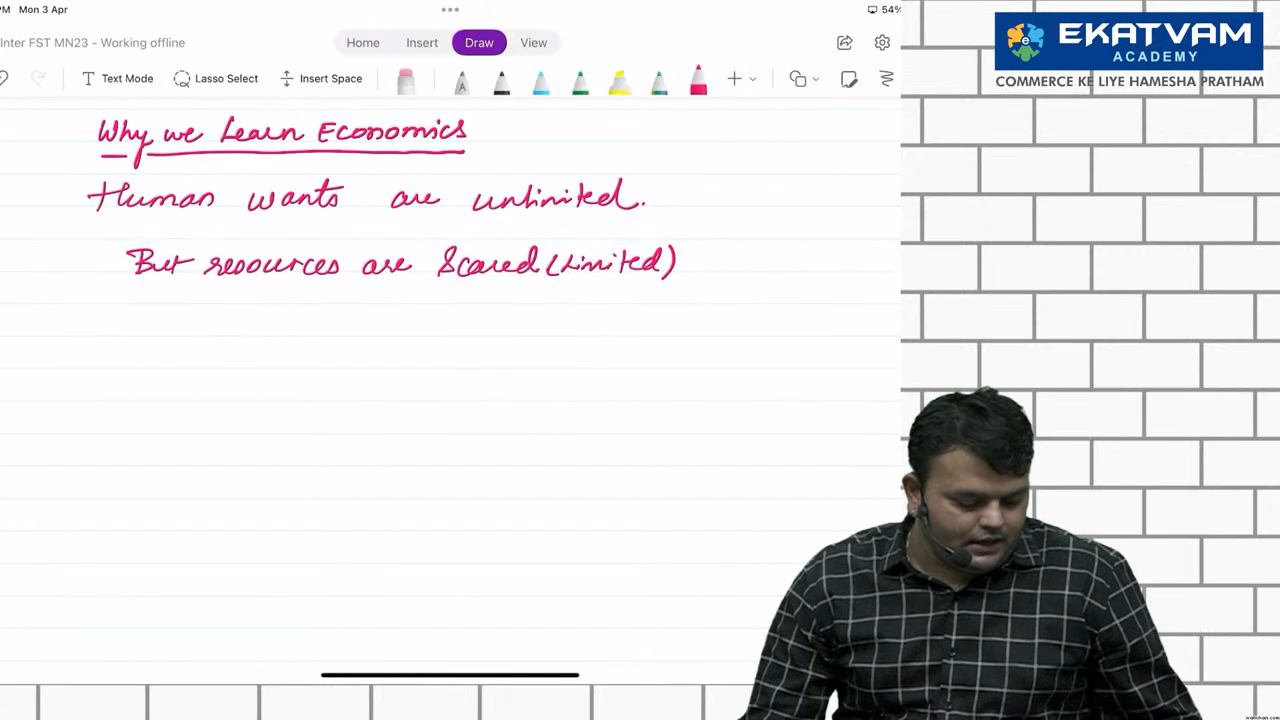 PM Mon 3 Apr
54%
Inter FST MN23 - Working offline
Home Insert Draw View
Text Mode Lasso Select Insert Space
EKATVAM
ACADEMY
COMMERCE KE LIYE HAMESHA PRATHAM
Why we Learn Economics
Human wants are unlimited.
But resources are Scared (Limited)